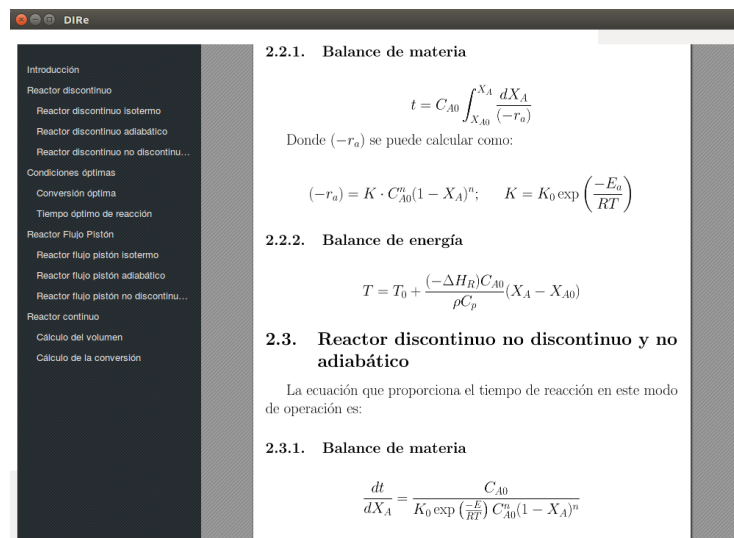 DIRe
Introducción
Reactor discontinuo
Reactor discontinuo isotermo
Reactor discontinuo adiabático
Reactor discontinuo no discontinu...
Condiciones óptimas
Conversión óptima
Tiempo óptimo de reacción
Reactor Flujo Pistón
Reactor flujo pistón isotermo
Reactor flujo pistón adiabático
Reactor flujo pistón no discontinu...
Reactor continuo
Cálculo del volumen
Cálculo de la conversión
2.2.1. Balance de materia
t = C_{A0} \int_{X_{A0}}^{X_A} \frac{dX_A}{(-r_a)}
Donde (−r_a) se puede calcular como:
(-r_a) = K \cdot C_{A0}^n (1 - X_A)^n; K = K_0 \exp\left(\frac{-E_a}{RT}\right)
2.2.2. Balance de energía
T = T_0 + \frac{(-\Delta H_R)C_{A0}}{\rho C_p}(X_A - X_{A0})
2.3. Reactor discontinuo no discontinuo y no
adiabático
La ecuación que proporciona el tiempo de reacción en este modo
de operación es:
2.3.1. Balance de materia
\frac{dt}{dX_A} = \frac{C_{A0}}{K_0 \exp\left(\frac{-E}{RT}\right) C_{A0}^n (1 - X_A)^n}